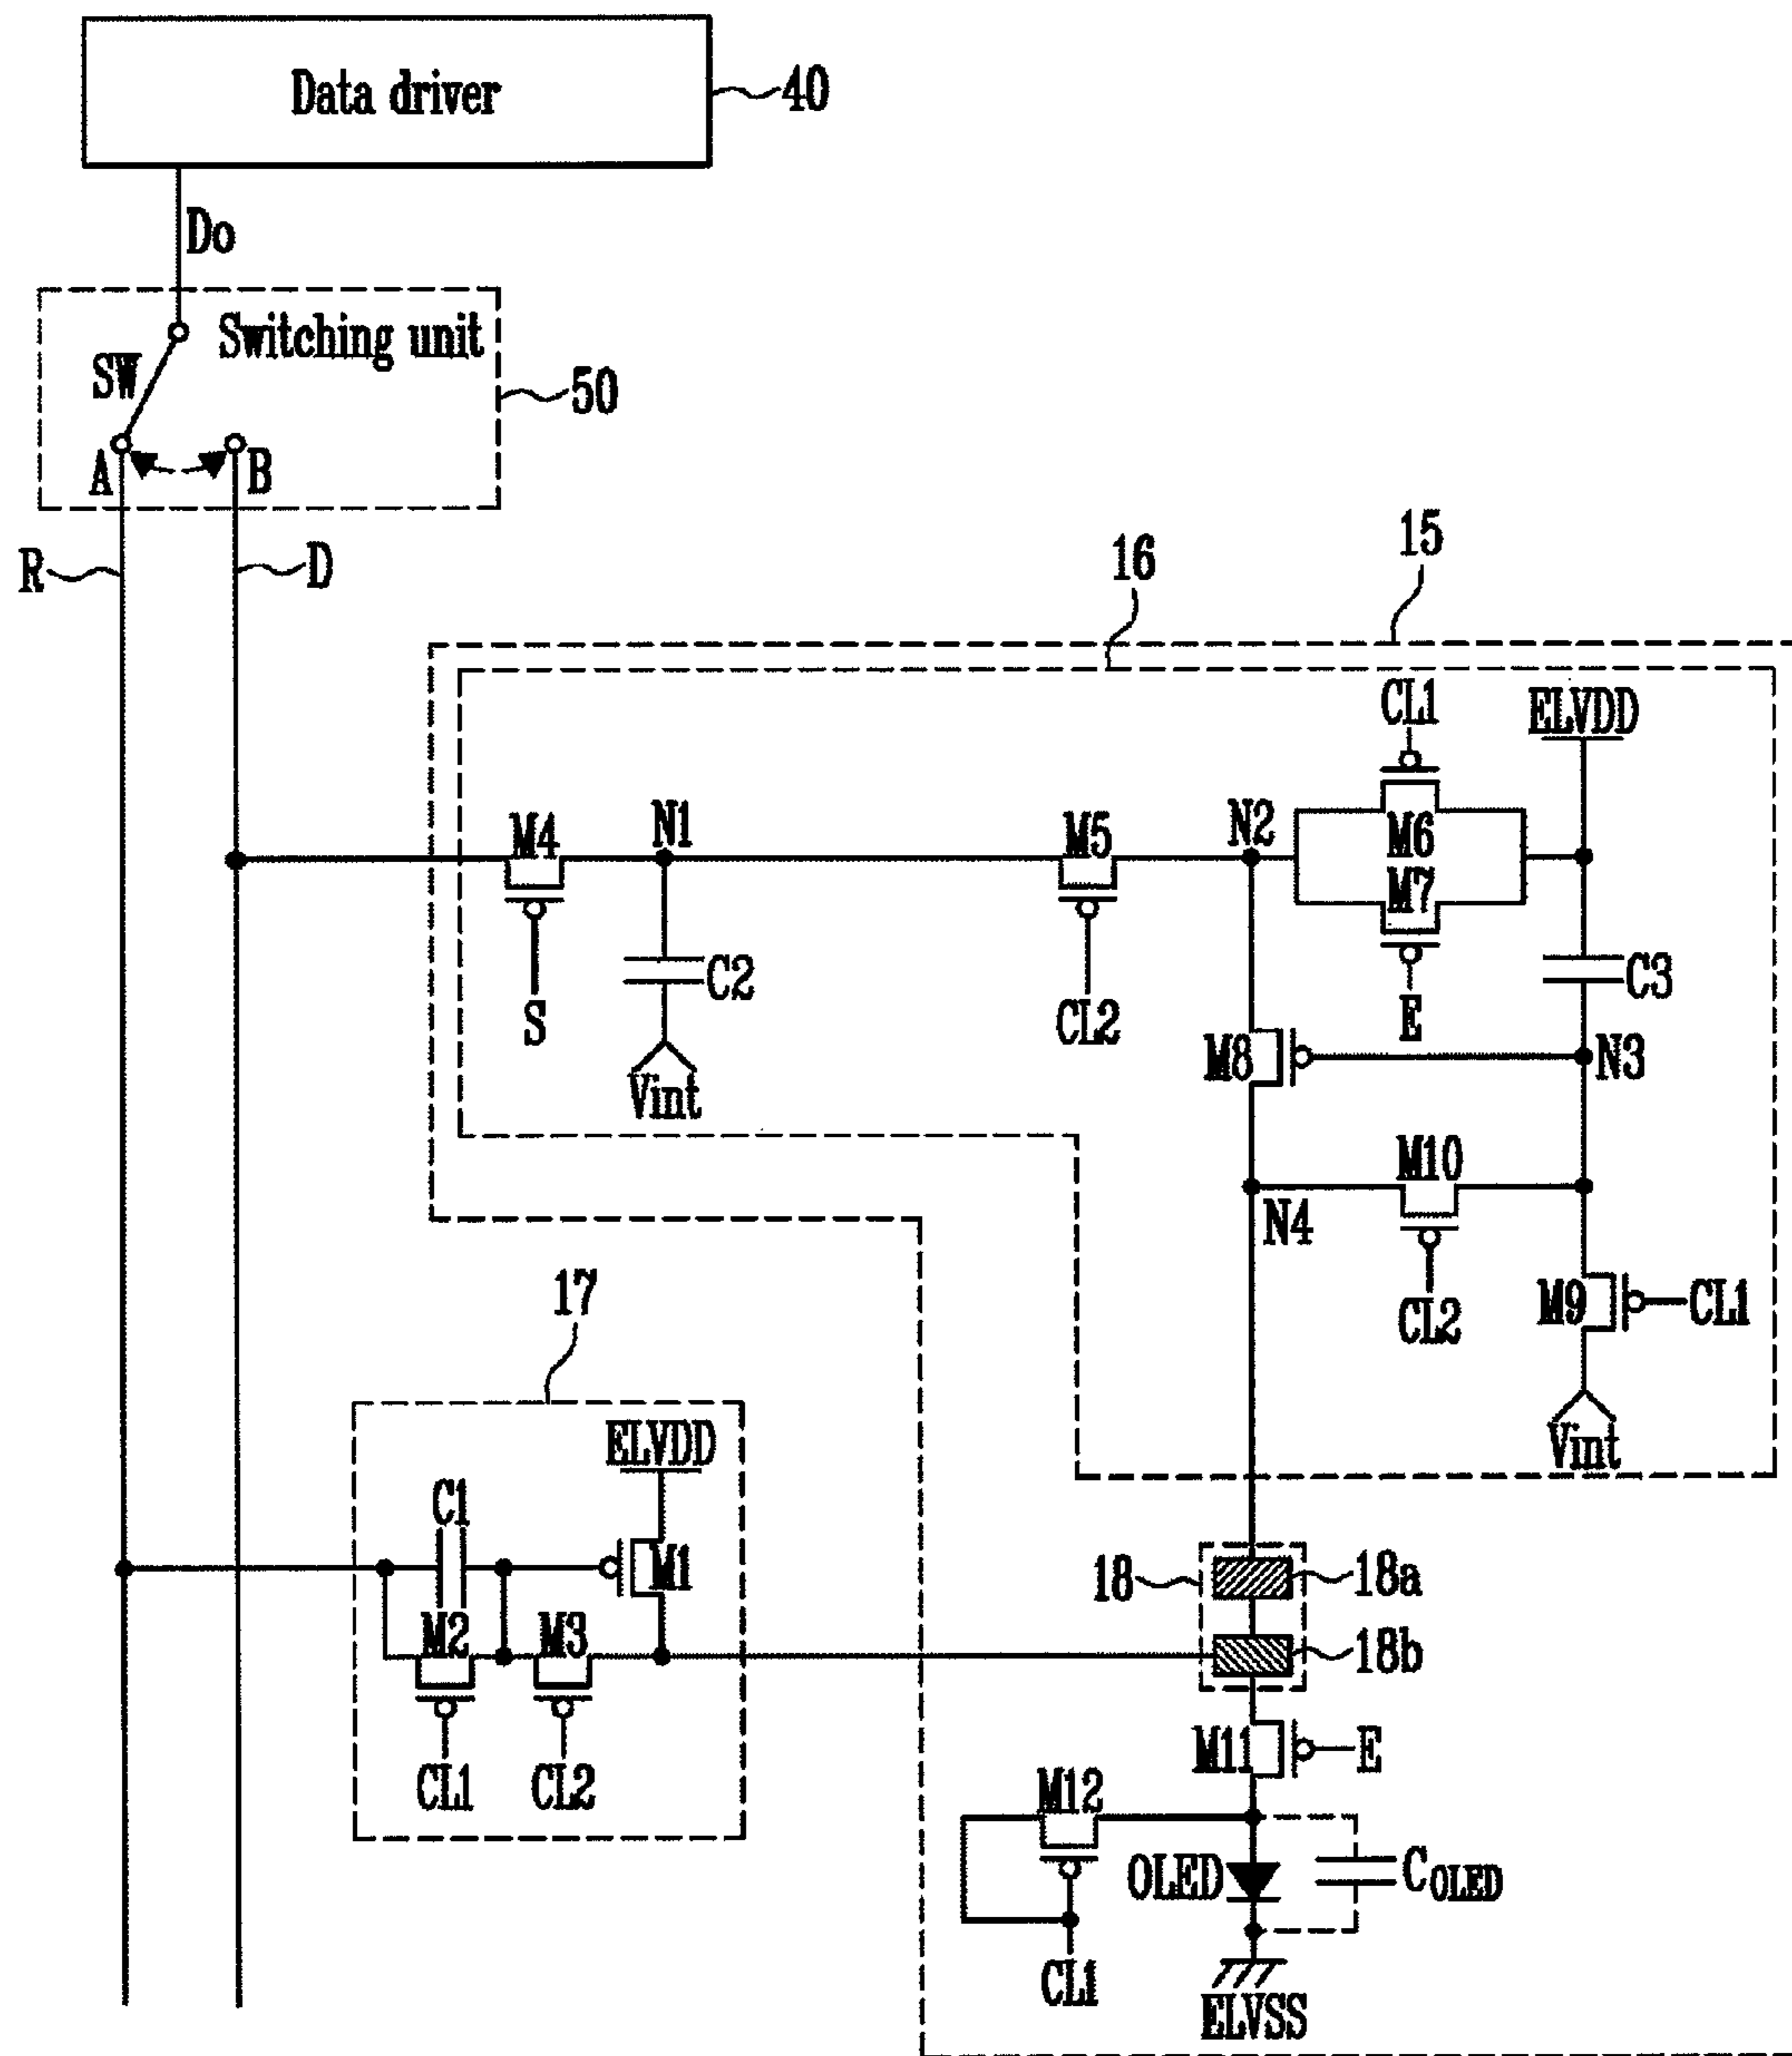 Data driver
40
Do
Switching unit
SW
50
A
B
R
D
15
16
CL1
ELVDD
M4
N1
M5
N2
M6
M7
C2
C3
S
CL2
E
Vint
M8
N3
M10
N4
CL2
M9
CL1
Vint
17
ELVDD
C1
M1
M2
M3
CL1
CL2
18
18a
18b
M11
E
M12
OLED
COLED
CL1
ELVSS